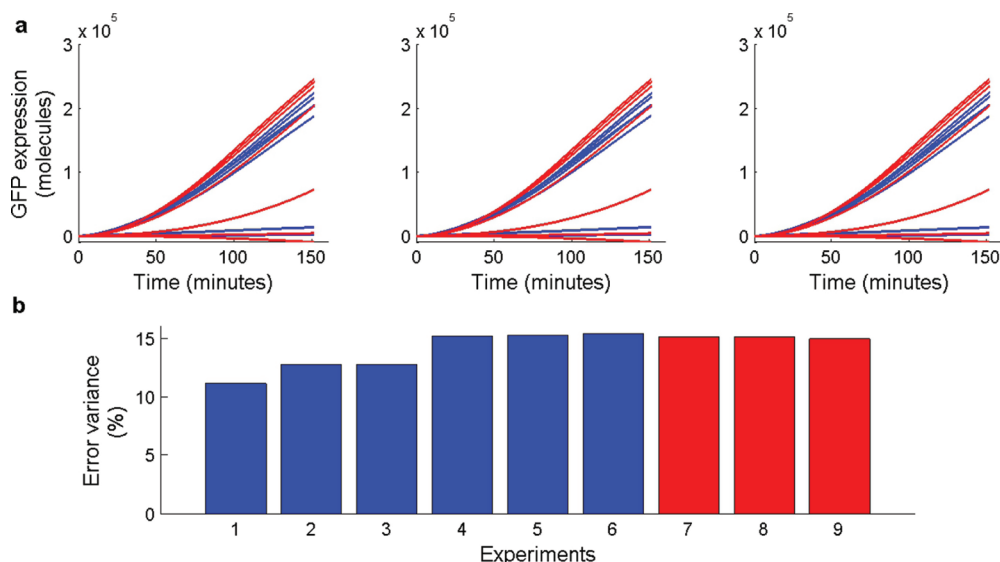 a
x 10 5
x 10 5
x 10 5
GFP expression
(molecules)
3
2
1
0
0 50 100 150
Time (minutes)
3
2
1
0
0 50 100 150
Time (minutes)
3
2
1
0
0 50 100 150
Time (minutes)
b
Error variance
(%)
15
10
5
0
1 2 3 4 5 6 7 8 9
Experiments